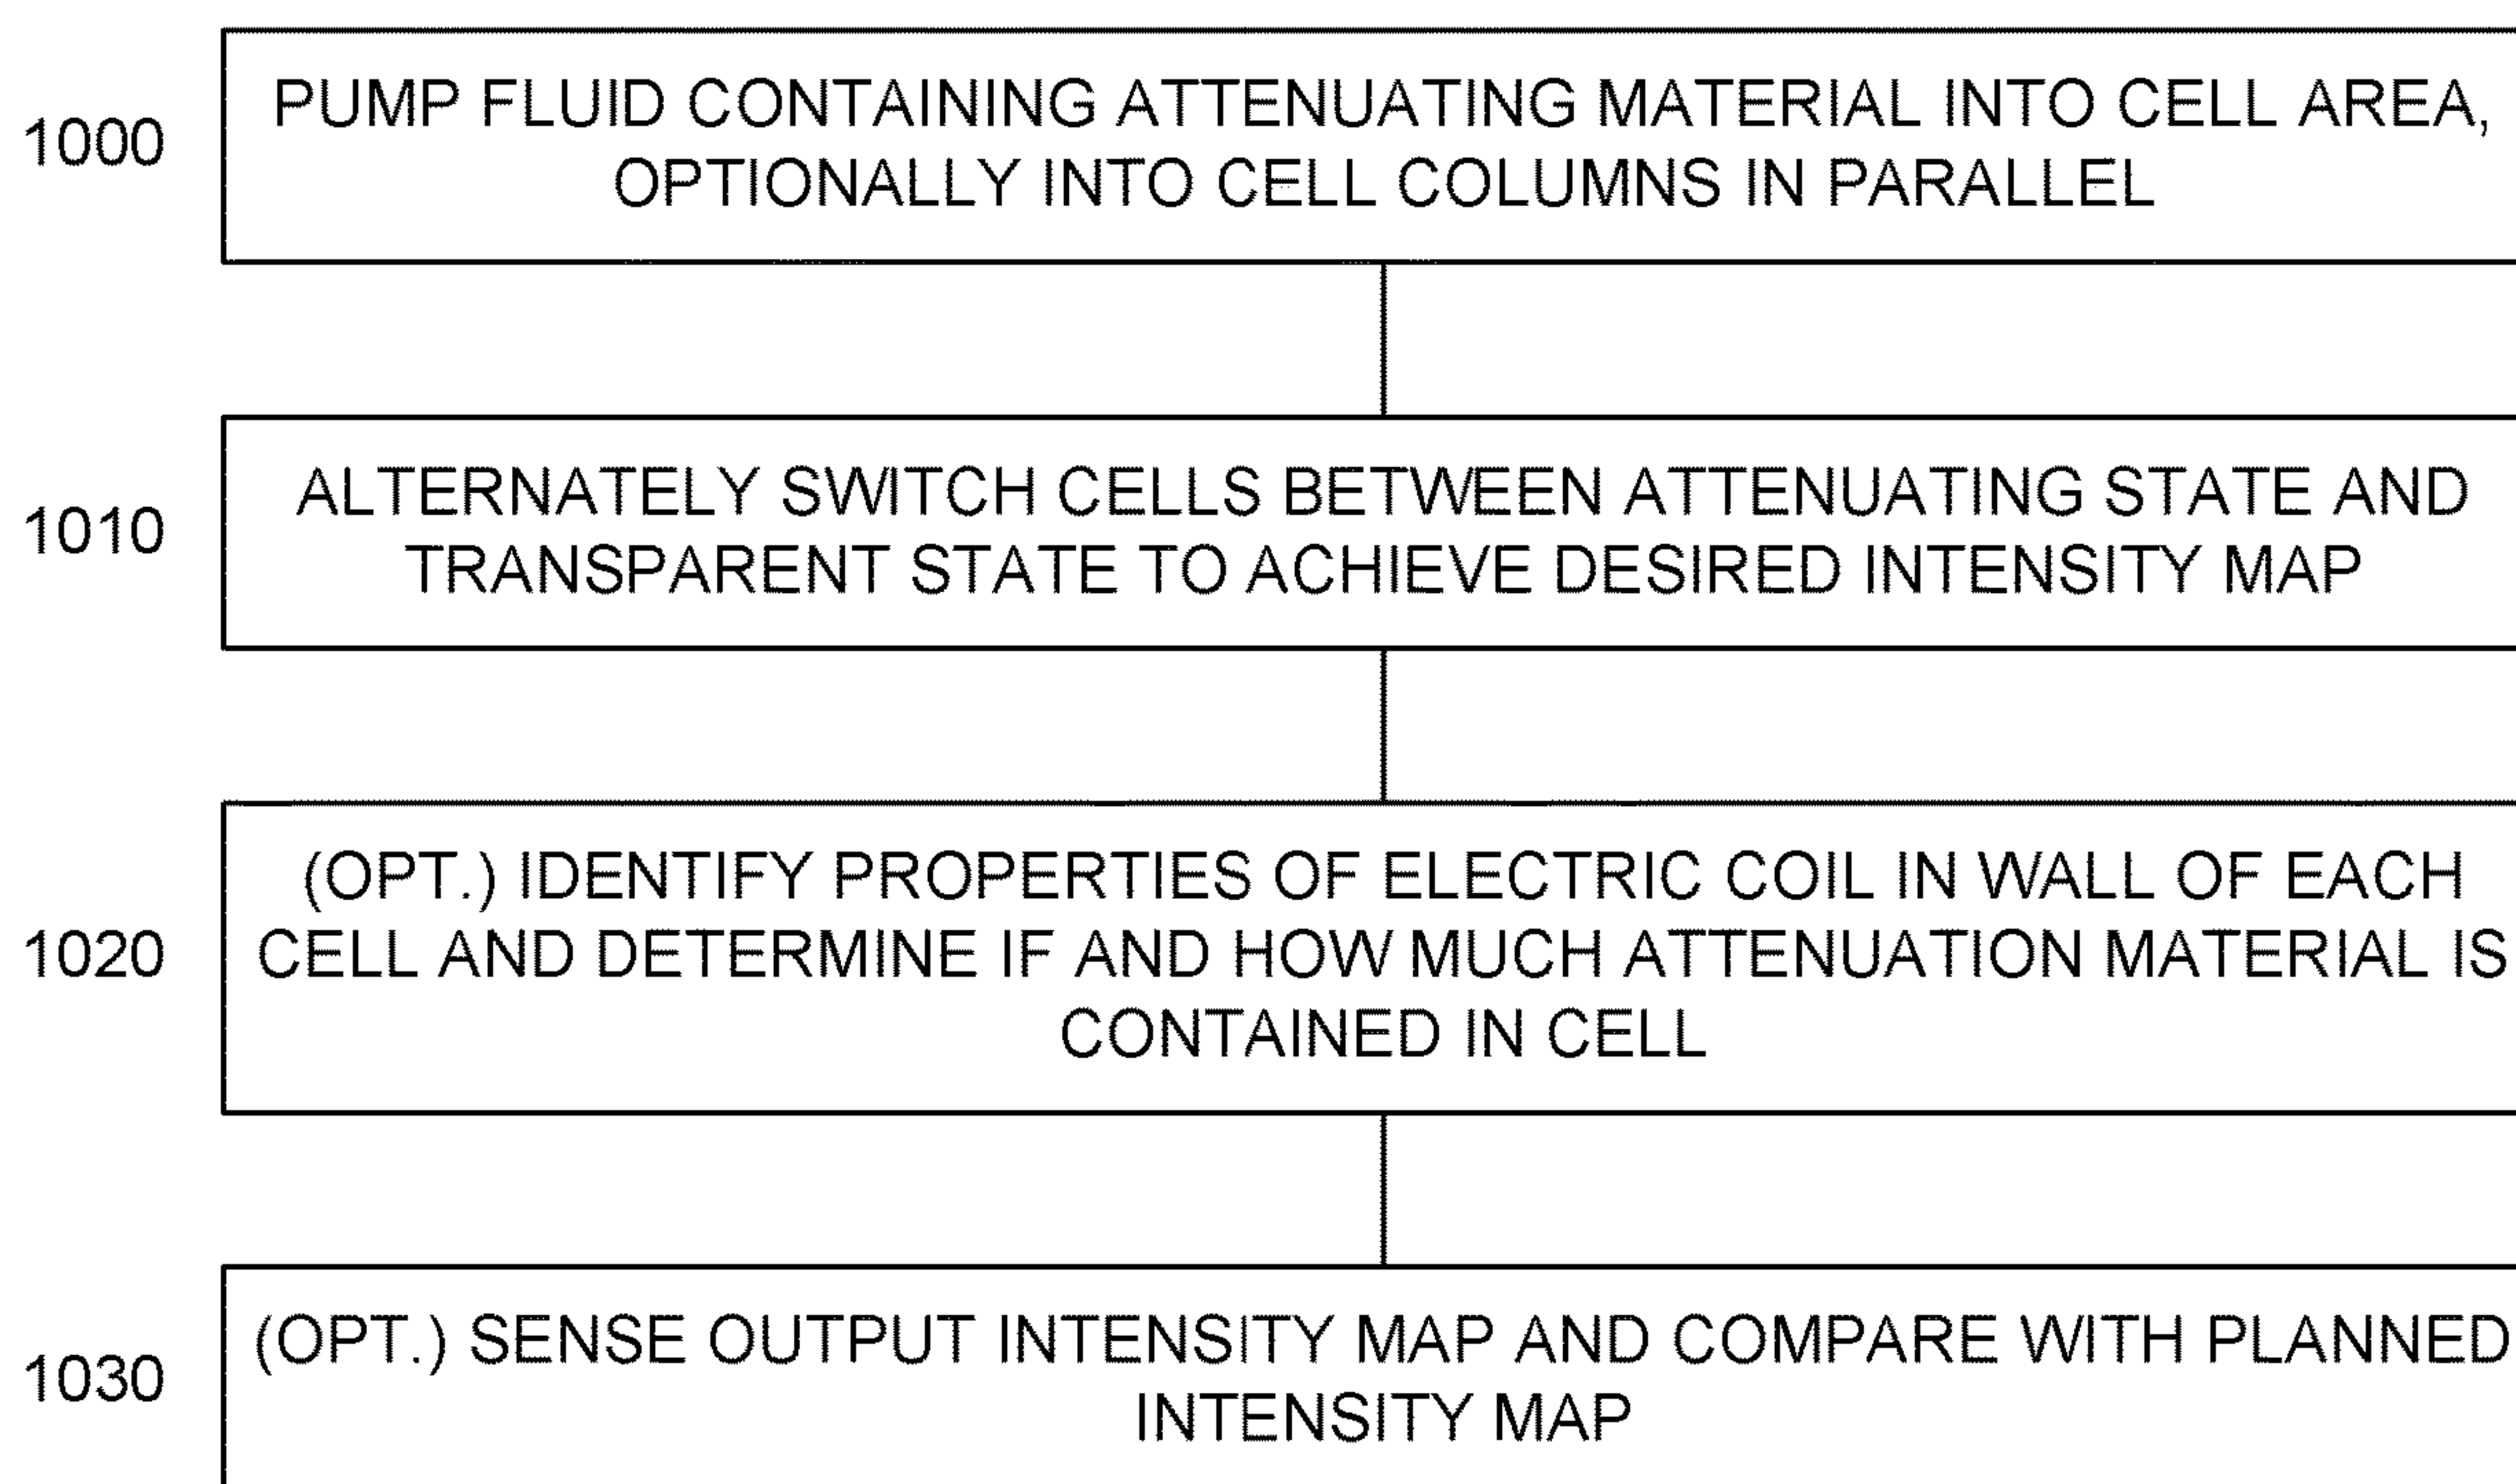 PUMP FLUID CONTAINING ATTENUATING MATERIAL INTO CELL AREA,
1000
OPTIONALLY INTO CELL COLUMNS IN PARALLEL
ALTERNATELY SWITCH CELLS BETWEEN ATTENUATING STATE AND
1010
TRANSPARENT STATE TO ACHIEVE DESIRED INTENSITY MAP
(OPT.) IDENTIFY PROPERTIES OF ELECTRIC COIL IN WALL OF EACH
1020
CELL AND DETERMINE IF AND HOW MUCH ATTENUATION MATERIAL IS
CONTAINED IN CELL
(OPT.) SENSE OUTPUT INTENSITY MAP AND COMPARE WITH PLANNED
1030
INTENSITY MAP